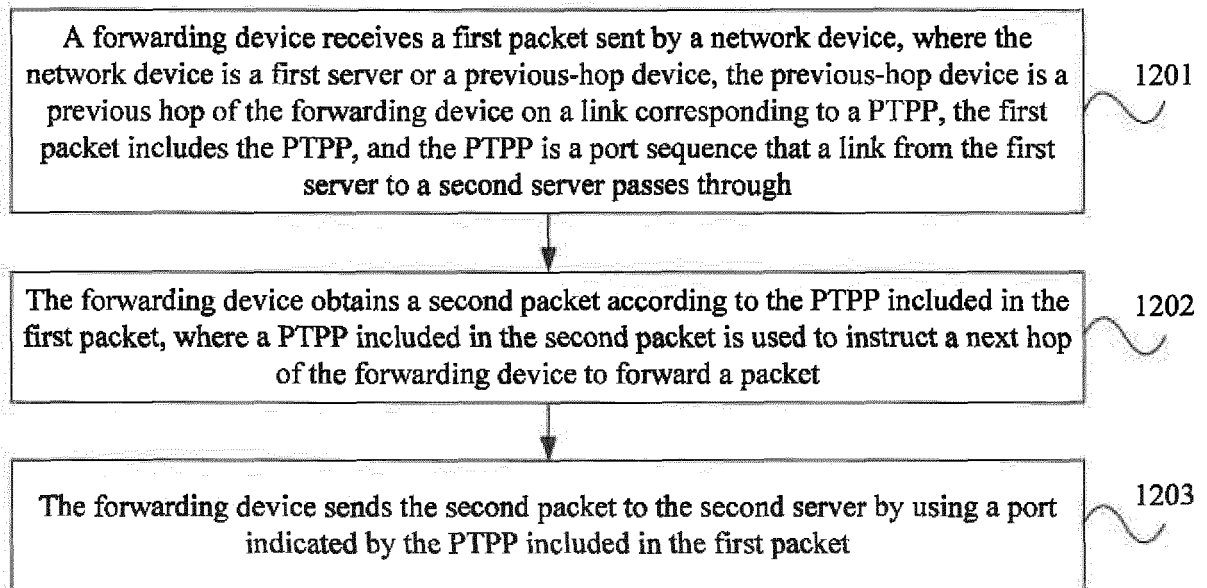 A forwarding device receives a first packet sent by a network device, where the
network device is a first server or a previous-hop device, the previous-hop device is a
previous hop of the forwarding device on a link corresponding to a PTPP, the first
packet includes the PTPP, and the PTPP is a port sequence that a link from the first
server to a second server passes through
1201
The forwarding device obtains a second packet according to the PTPP included in the
first packet, where a PTPP included in the second packet is used to instruct a next hop
of the forwarding device to forward a packet
1202
The forwarding device sends the second packet to the second server by using a port
indicated by the PTPP included in the first packet
1203